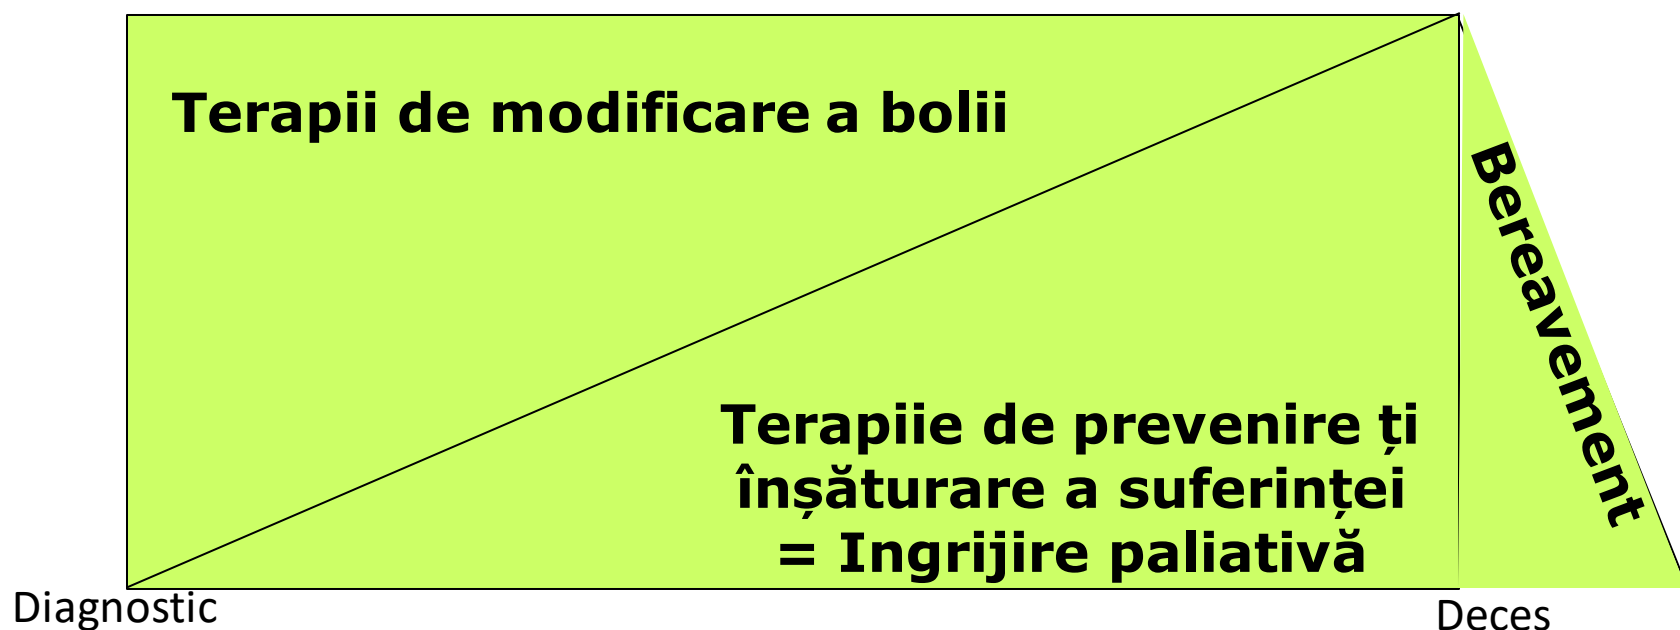 Terapii de modificare a bolii
Bereavement
Terapiie de prevenire ți
înșăturare a suferinței
= Ingrijire paliativă
Diagnostic
Deces